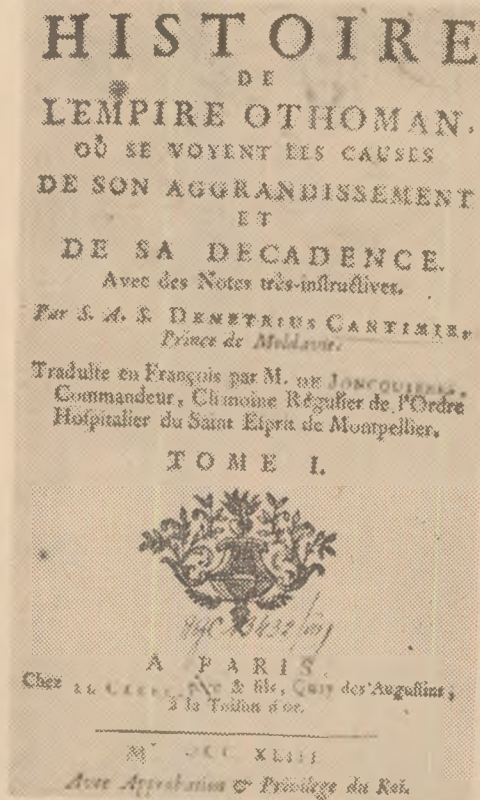 HISTOIRE
DE
L'EMPIRE OTHOMAN,
OÙ SE VOYENT LES CAUSES
DE SON AGGRANDISSEMENT
ET
DE SA DECADENCE.
Avec des Notes très-instructives.
Par S. A. S. DEMETRIUS CANTIMIR,
Prince de Moldavie.
Traduite en François par M. DE JONCQUIERES,
Commandeur, Chanoine Régulier de l'Ordre
Hospitalier du Saint Esprit de Montpellier.
TOME I.
A PARIS
Chez LE CLERC, père & fils, Quay des Augustins,
à la Toison d'or.
M. DCC. XLIII.
Avec Approbation & Privilege du Roi.